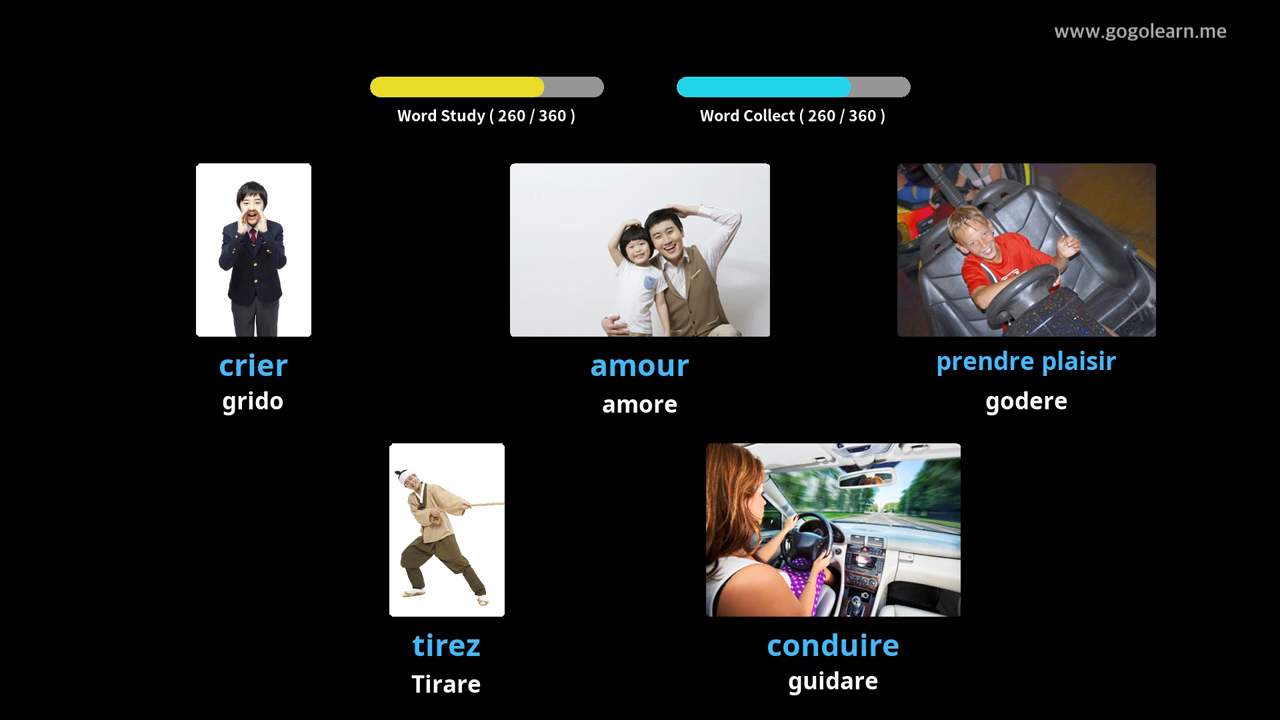 www.gogolearn.me
Word Study ( 260 / 360 )
Word Collect ( 260 / 360 )
crier
grido
amour
amore
prendre plaisir
godere
tirez
Tirare
conduire
guidare